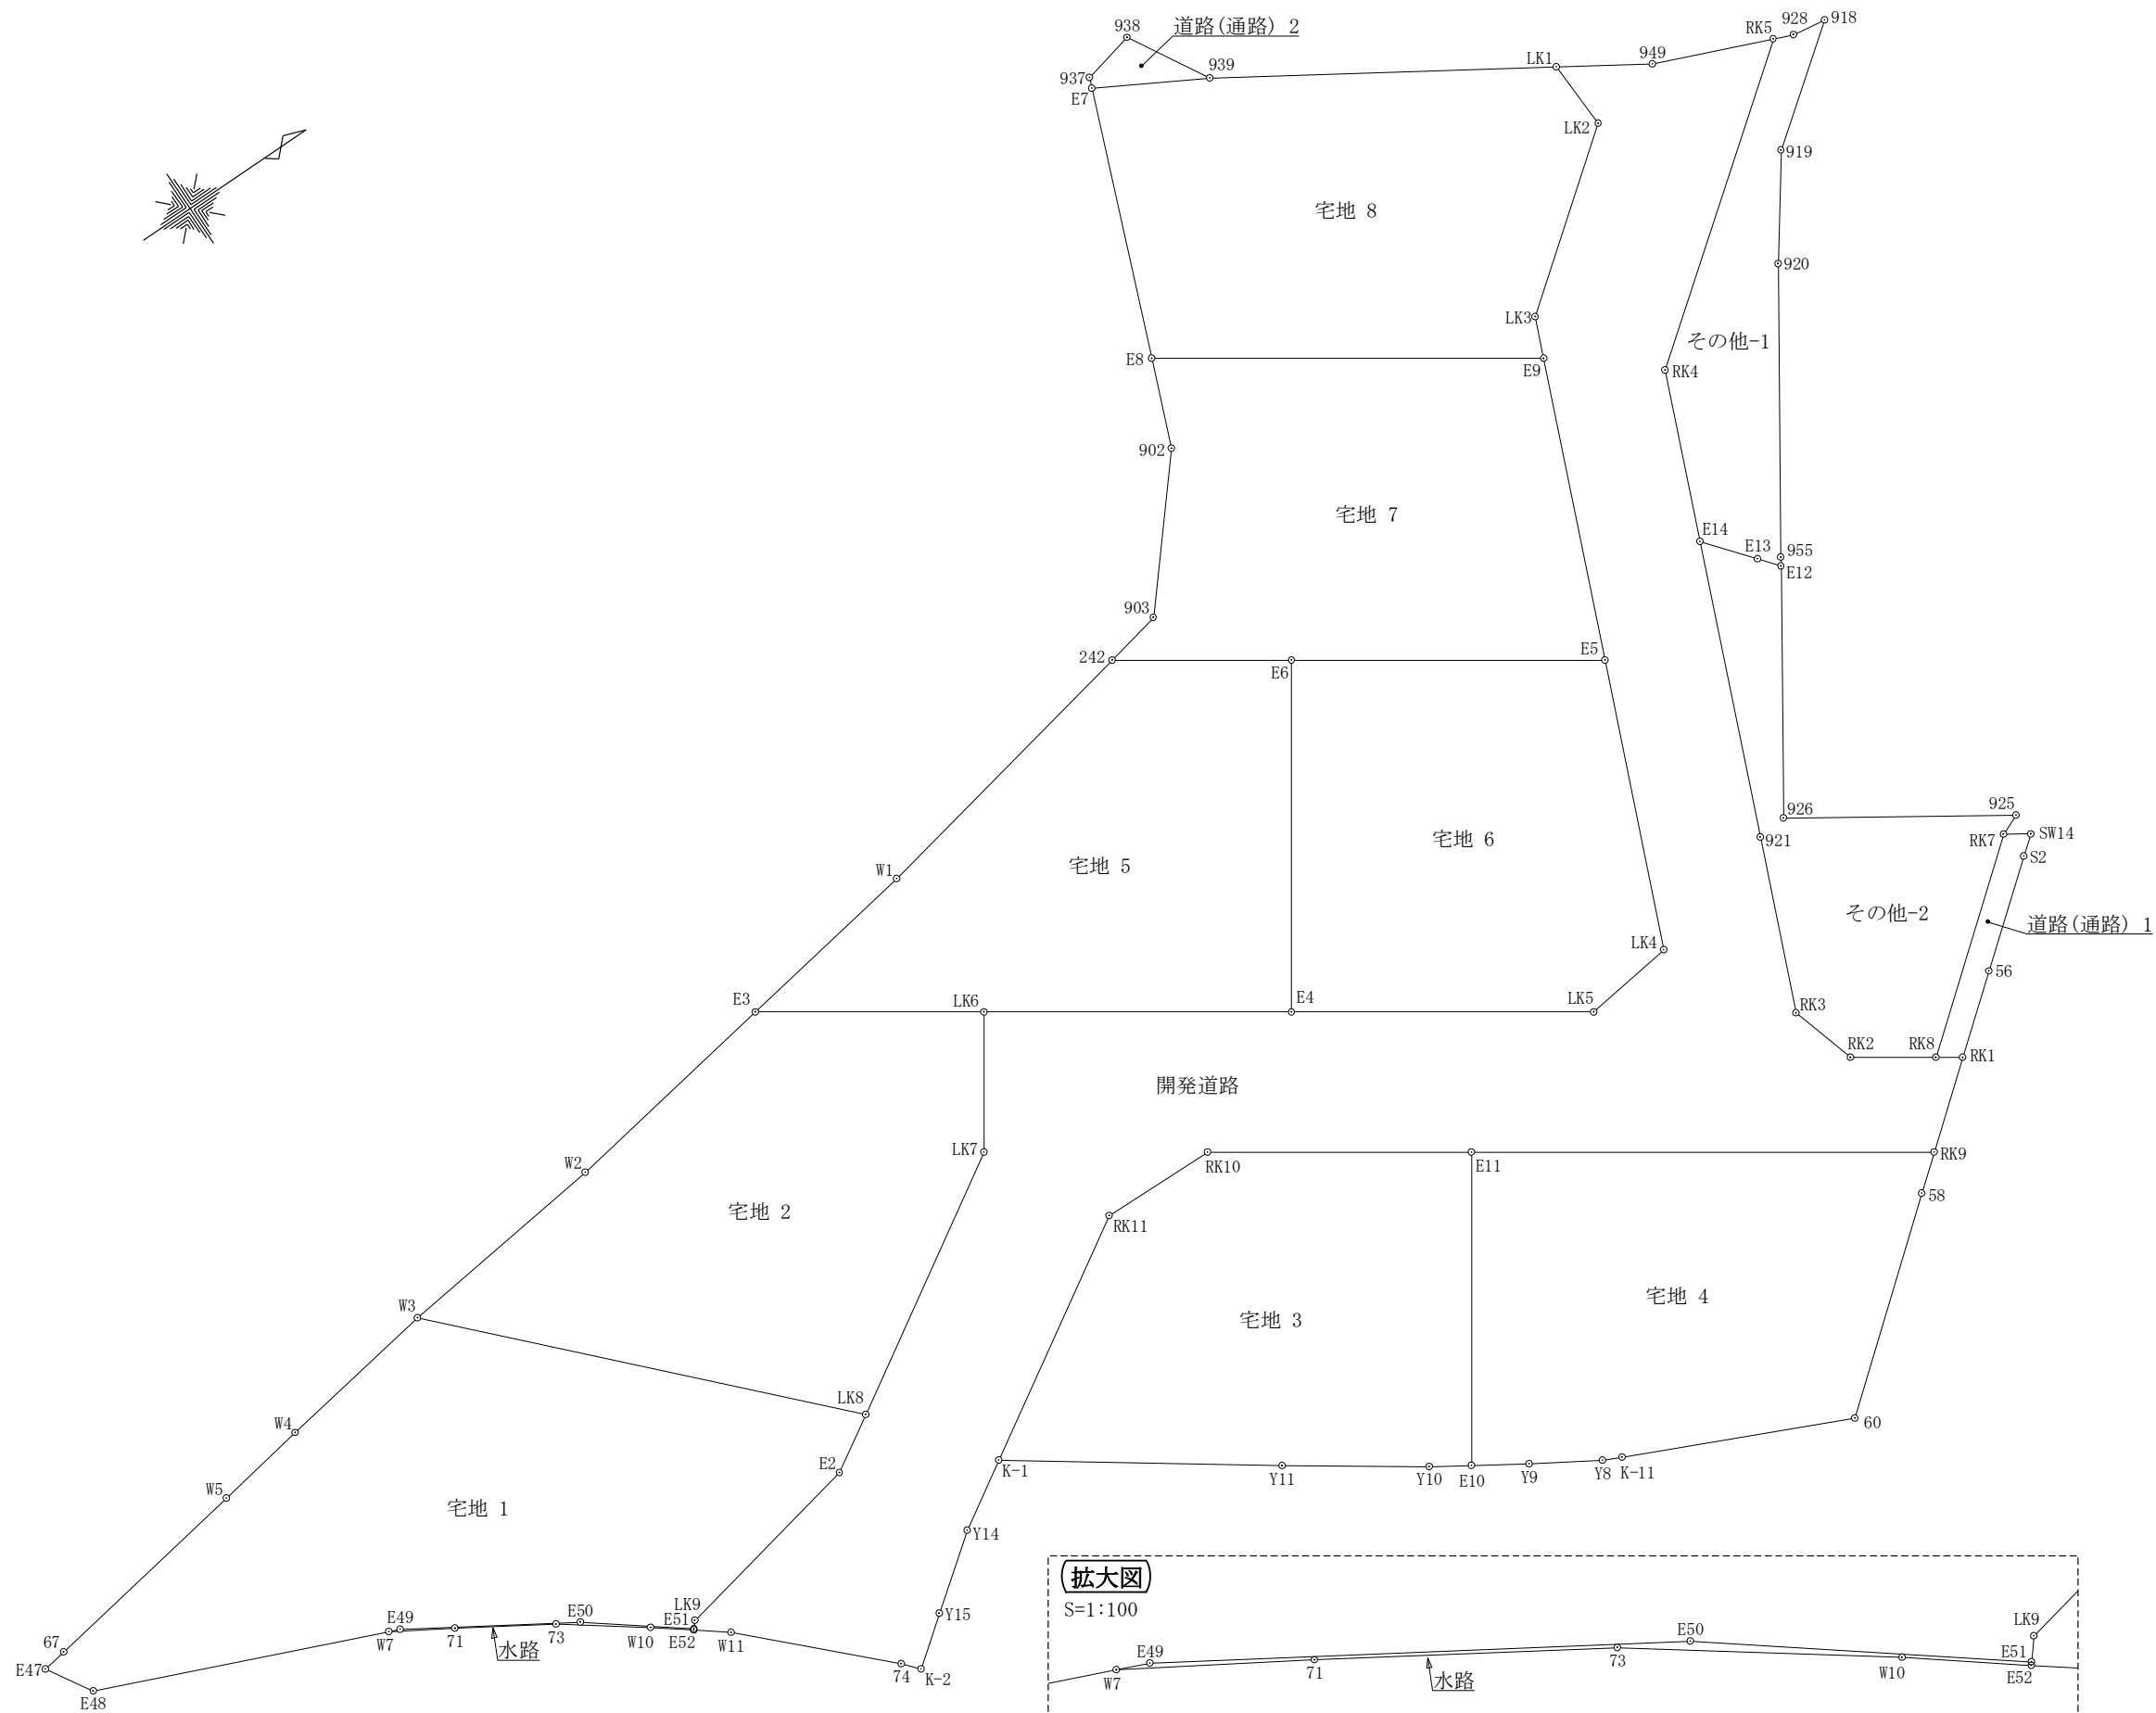 938
道路(通路) 2
928
918
RK5
937
939
LK1
949
E7
LK2
919
宅地 8
920
LK3
その他-1
E8
E9
RK4
902
宅地 7
E14
E13
955
E12
903
242
E5
E6
926
925
921
RK7
SW14
宅地 6
S2
宅地 5
W1
その他-2
道路(通路) 1
LK4
56
E3
LK6
E4
LK5
RK3
RK2
RK8
RK1
開発道路
LK7
RK10
E11
RK9
W2
58
宅地 2
RK11
宅地 4
W3
宅地 3
LK8
W4
60
E2
K-1
Y11
Y10
E10
Y9
Y8
K-11
W5
宅地 1
Y14
(拡大図)
S=1:100
LK9
E50
E49
E51
Y15
67
W7
71
73
W10
E52
W11
水路
E47
74
K-2
E48
LK9
E50
E49
E51
W7
71
73
W10
E52
水路